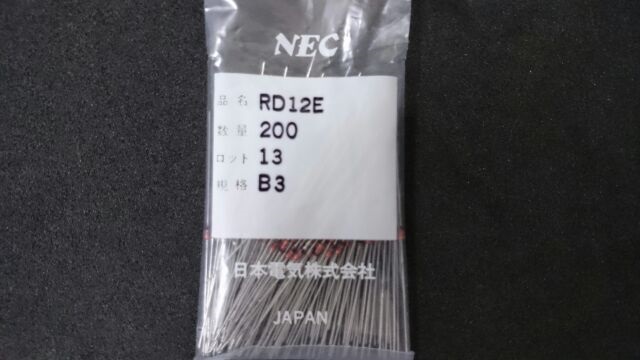 NEC
品名 RD12E
数量 200
ロット 13
規格 B3
日本電気株式会社
JAPAN